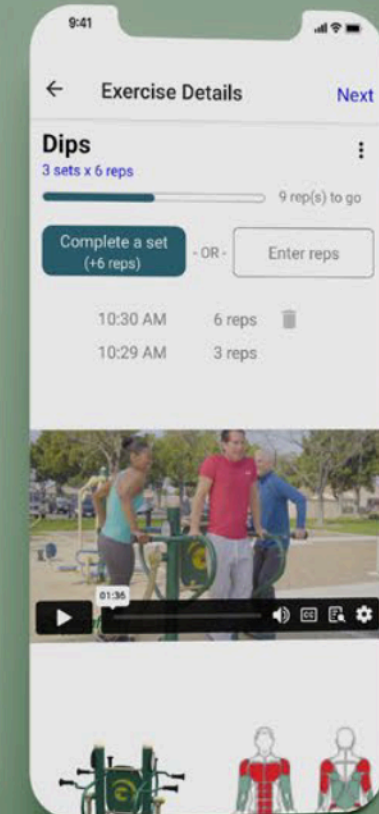 9:41
Exercise Details
Next
Dips
3 sets x 6 reps
9 rep(s) to go
Complete a set
(+6 reps)
- OR -
Enter reps
10:30 AM 6 reps
10:29 AM 3 reps
01:36
CC